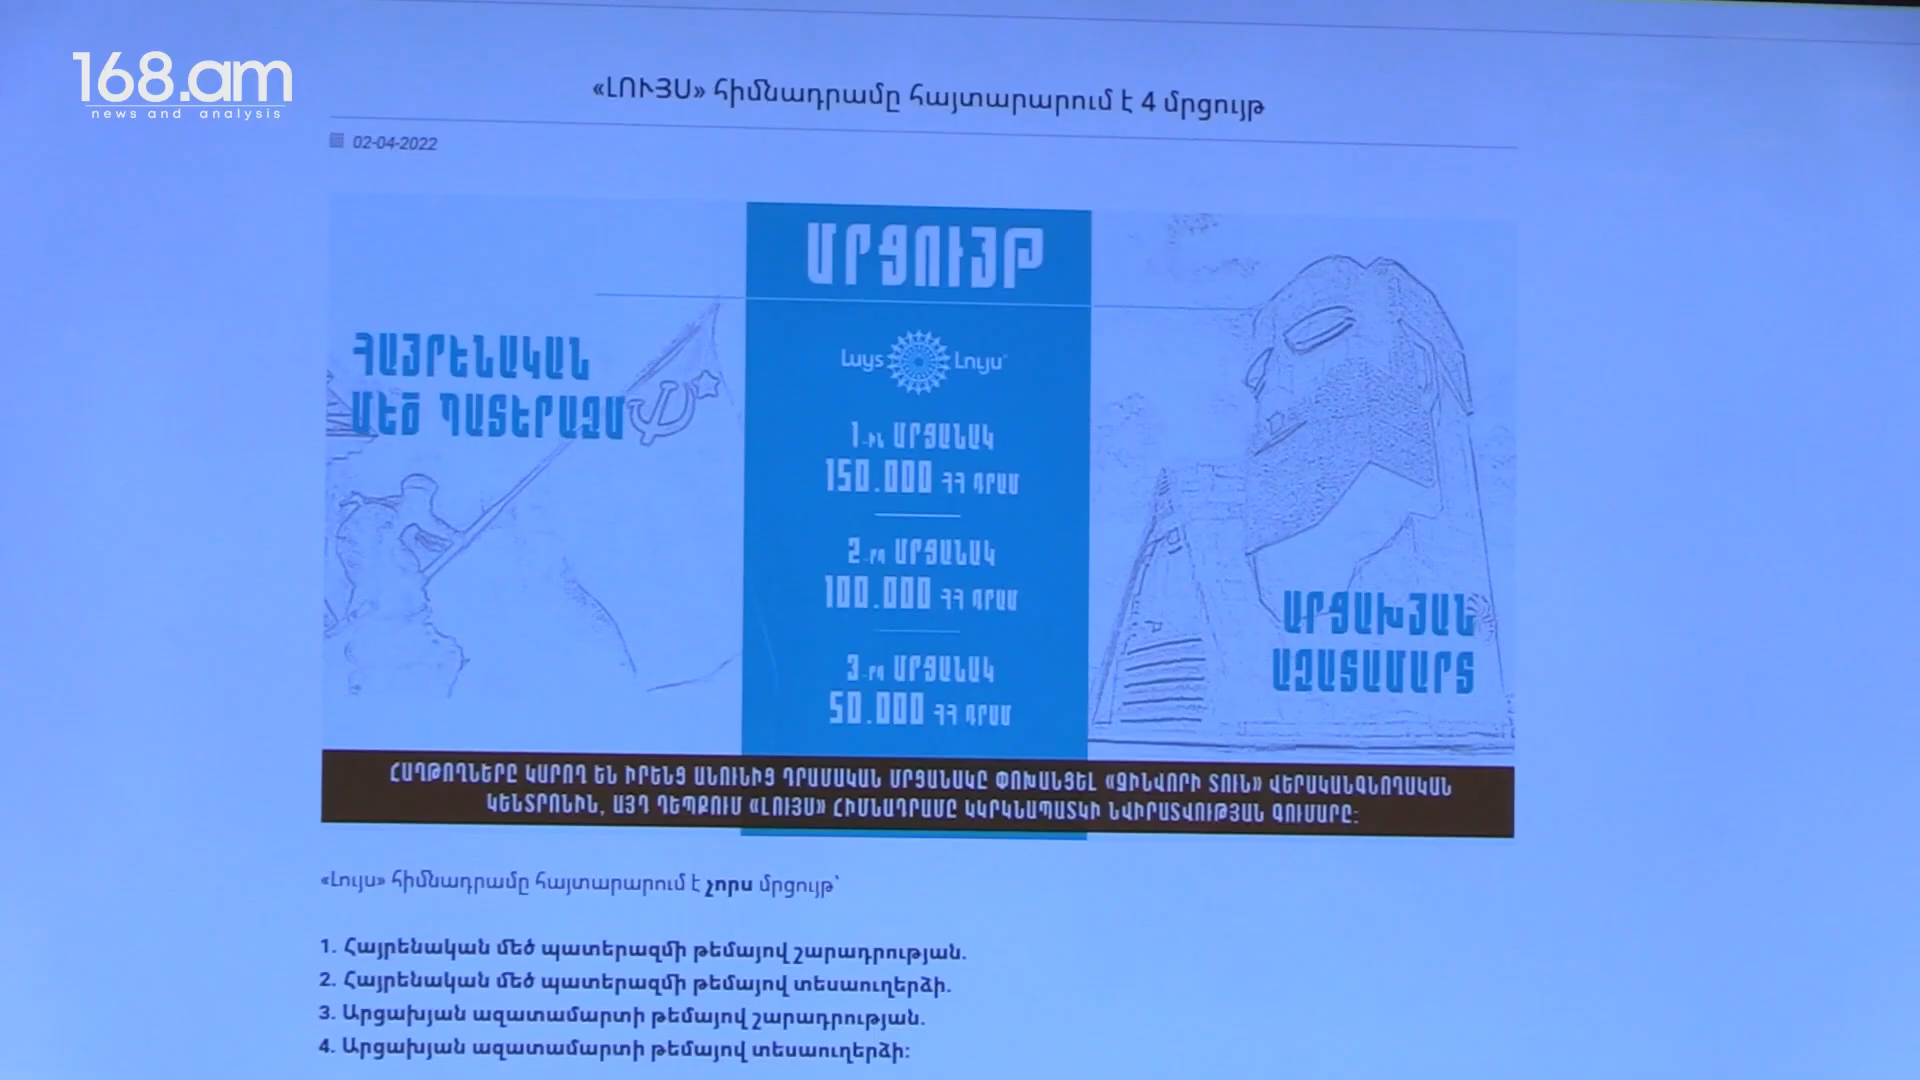 168.am
news and analysis
«ԼՈՒՅՍ» հիմնադրամը հայտարարում է 4 մրցույթ
02-04-2022
ՄՐՑՈՒՅԹ
ՀԱՅՐԵՆԱԿԱՆ
ՄԵԾ ՊԱՏԵՐԱԶՄ
Luys Լույս
1-ին ՄՐՑԱՆԱԿ
150.000 ՀՀ ԴՐԱՄ
2-րդ ՄՐՑԱՆԱԿ
100.000 ՀՀ ԴՐԱՄ
3-րդ ՄՐՑԱՆԱԿ
50.000 ՀՀ ԴՐԱՄ
ԱՐՑԱԽՅԱՆ
ԱԶԱՏԱՄԱՐՏ
ՀԱՂԹՈՂՆԵՐԸ ԿԱՐՈՂ ԵՆ ԻՐԵՆՑ ԱՆՈՒՆԻՑ ԴՐԱՄԱԿԱՆ ՄՐՑԱՆԱԿԸ ՓՈԽԱՆՑԵԼ «ԶԻՆՎՈՐԻ ՏՈՒՆ» ՎԵՐԱԿԱՆԳՆՈՂԱԿԱՆ
ԿԵՆՏՐՈՆԻՆ, ԱՅԴ ԴԵՊՔՈՒՄ «ԼՈՒՅՍ» ՀԻՄՆԱԴՐԱՄԸ ԿԿՐԿՆԱՊԱՏԿԻ ՆՎԻՐԱՏՎՈՒԹՅԱՆ ԳՈՒՄԱՐԸ:
«Լույս» հիմնադրամը հայտարարում է չորս մրցույթ՝
1. Հայրենական մեծ պատերազմի թեմայով շարադրության.
2. Հայրենական մեծ պատերազմի թեմայով տեսաուղերձի.
3. Արցախյան ազատամարտի թեմայով շարադրության.
4. Արցախյան ազատամարտի թեմայով տեսաուղերձի: